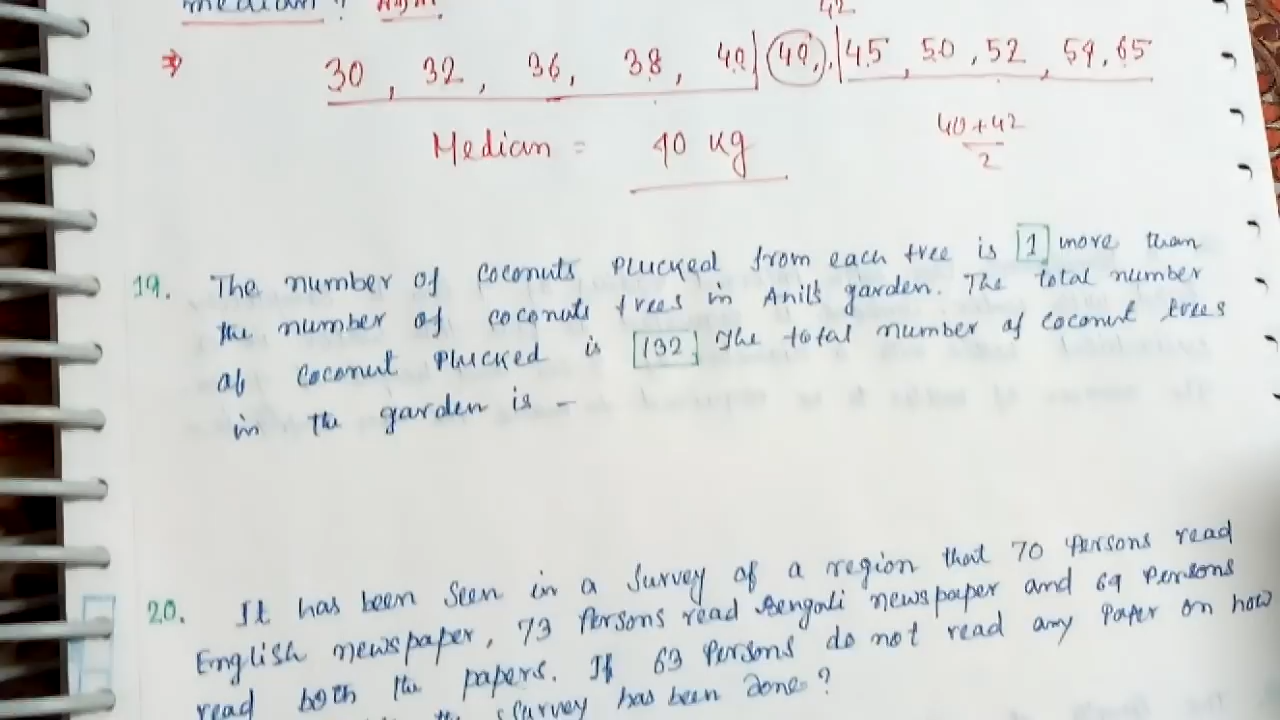 median? 
42
⇒ 30, 32, 36, 38, 40| 40, |45, 50, 52, 54, 65
Median = 40 kg
40+42
2
19. The number of coconuts plucked from each tree is 1 more than
the number of coconuts trees in Anil's garden. The total number
of coconut plucked is 132 The total number of coconut trees
in the garden is –
20. It has been seen in a survey of a region that 70 persons read
English newspaper, 73 persons read Bengali newspaper and 64 persons
read both the papers. If 63 persons do not read any paper on how
the survey has been done?